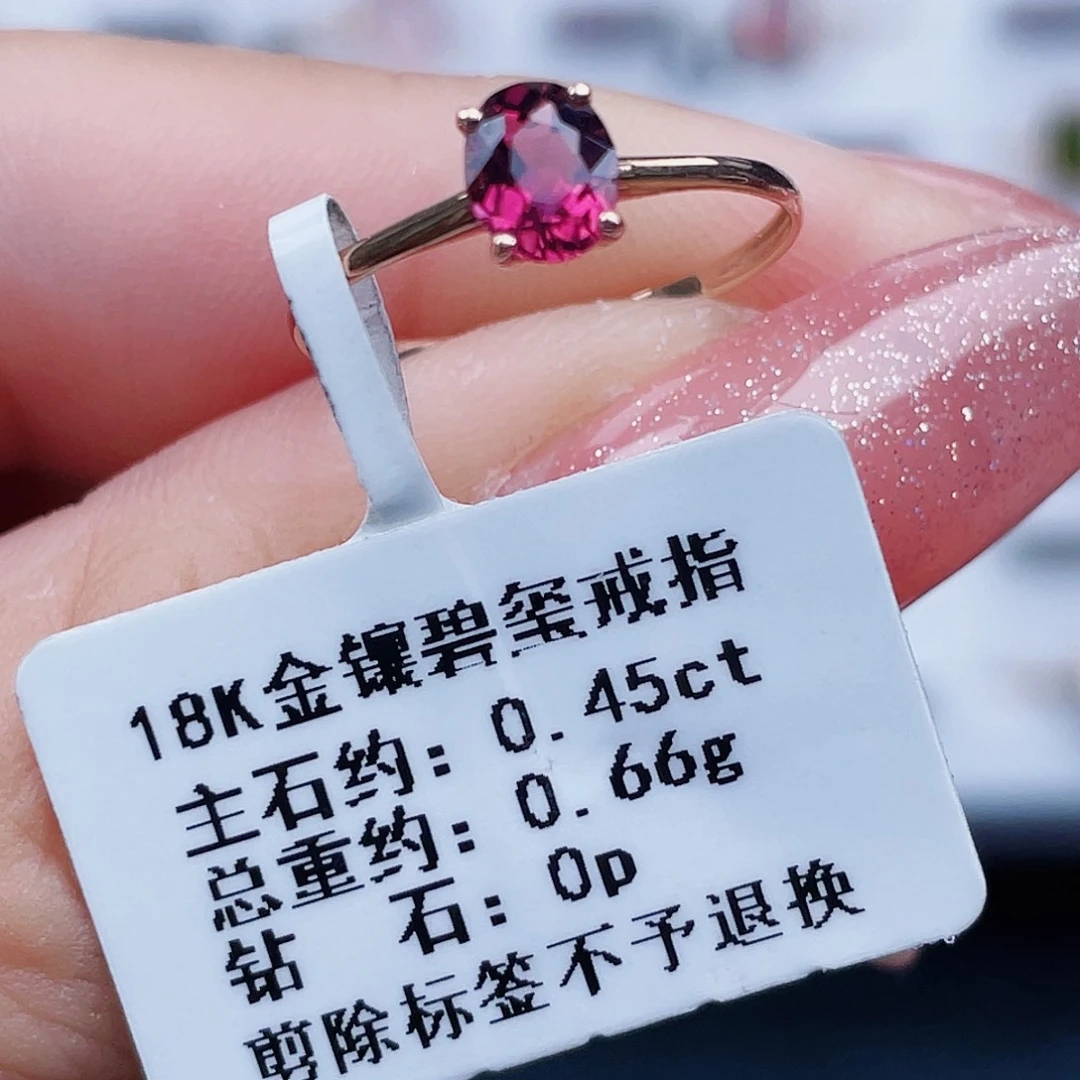 18K金镶碧玺戒指
主石约: 0.45ct
总重约: 0.66g
钻 石: 0p
剪除标签不予退换